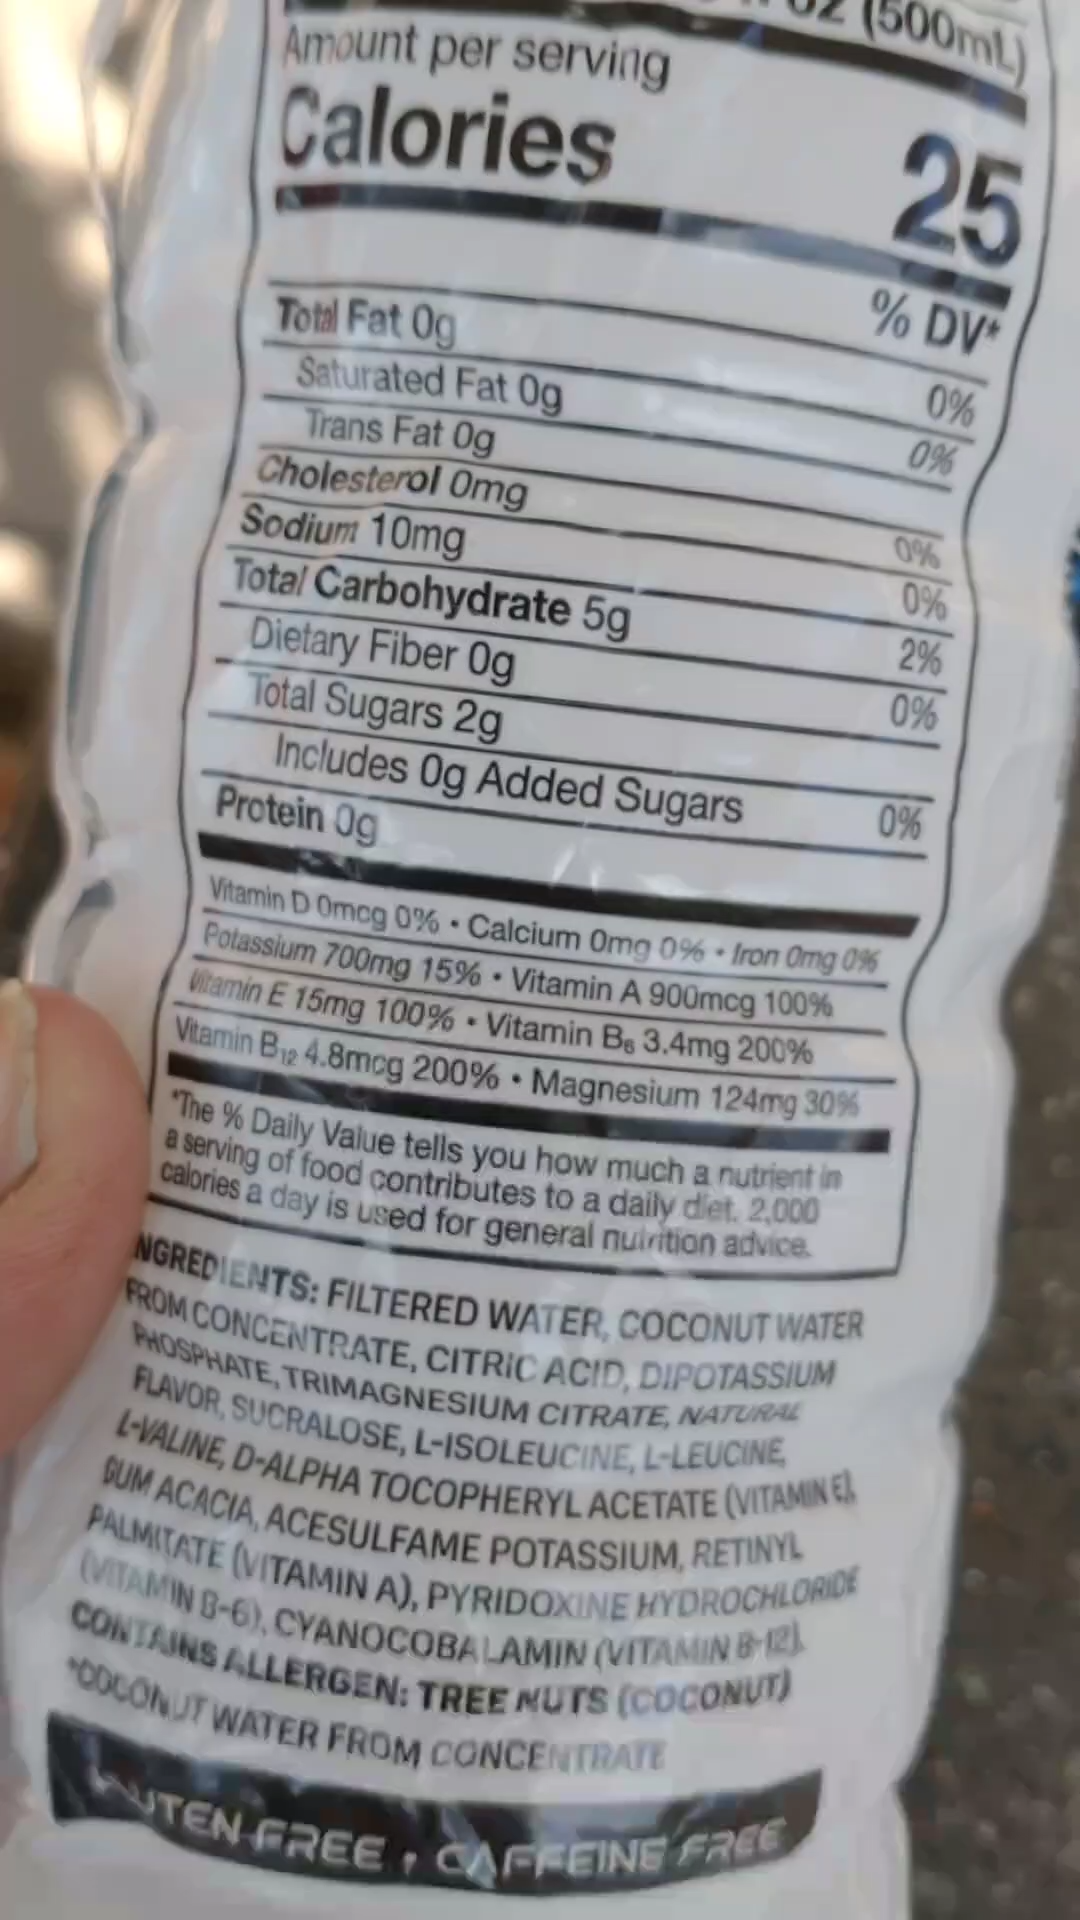 oz (500mL)
Amount per serving
Calories 25
% DV*
Total Fat 0g 0%
Saturated Fat 0g 0%
Trans Fat 0g
Cholesterol 0mg 0%
Sodium 10mg 0%
Total Carbohydrate 5g 2%
Dietary Fiber 0g 0%
Total Sugars 2g
Includes 0g Added Sugars 0%
Protein 0g
Vitamin D 0mcg 0% • Calcium 0mg 0% • Iron 0mg 0%
Potassium 700mg 15% • Vitamin A 900mcg 100%
Vitamin E 15mg 100% • Vitamin B₆ 3.4mg 200%
Vitamin B₁₂ 4.8mcg 200% • Magnesium 124mg 30%
*The % Daily Value tells you how much a nutrient in
a serving of food contributes to a daily diet. 2,000
calories a day is used for general nutrition advice.
INGREDIENTS: FILTERED WATER, COCONUT WATER
FROM CONCENTRATE, CITRIC ACID, DIPOTASSIUM
PHOSPHATE, TRIMAGNESIUM CITRATE, NATURAL
FLAVOR, SUCRALOSE, L-ISOLEUCINE, L-LEUCINE,
L-VALINE, D-ALPHA TOCOPHERYL ACETATE (VITAMIN E),
GUM ACACIA, ACESULFAME POTASSIUM, RETINYL
PALMITATE (VITAMIN A), PYRIDOXINE HYDROCHLORIDE
(VITAMIN B-6), CYANOCOBALAMIN (VITAMIN B-12).
CONTAINS ALLERGEN: TREE NUTS (COCONUT)
*COCONUT WATER FROM CONCENTRATE
GLUTEN FREE • CAFFEINE FREE